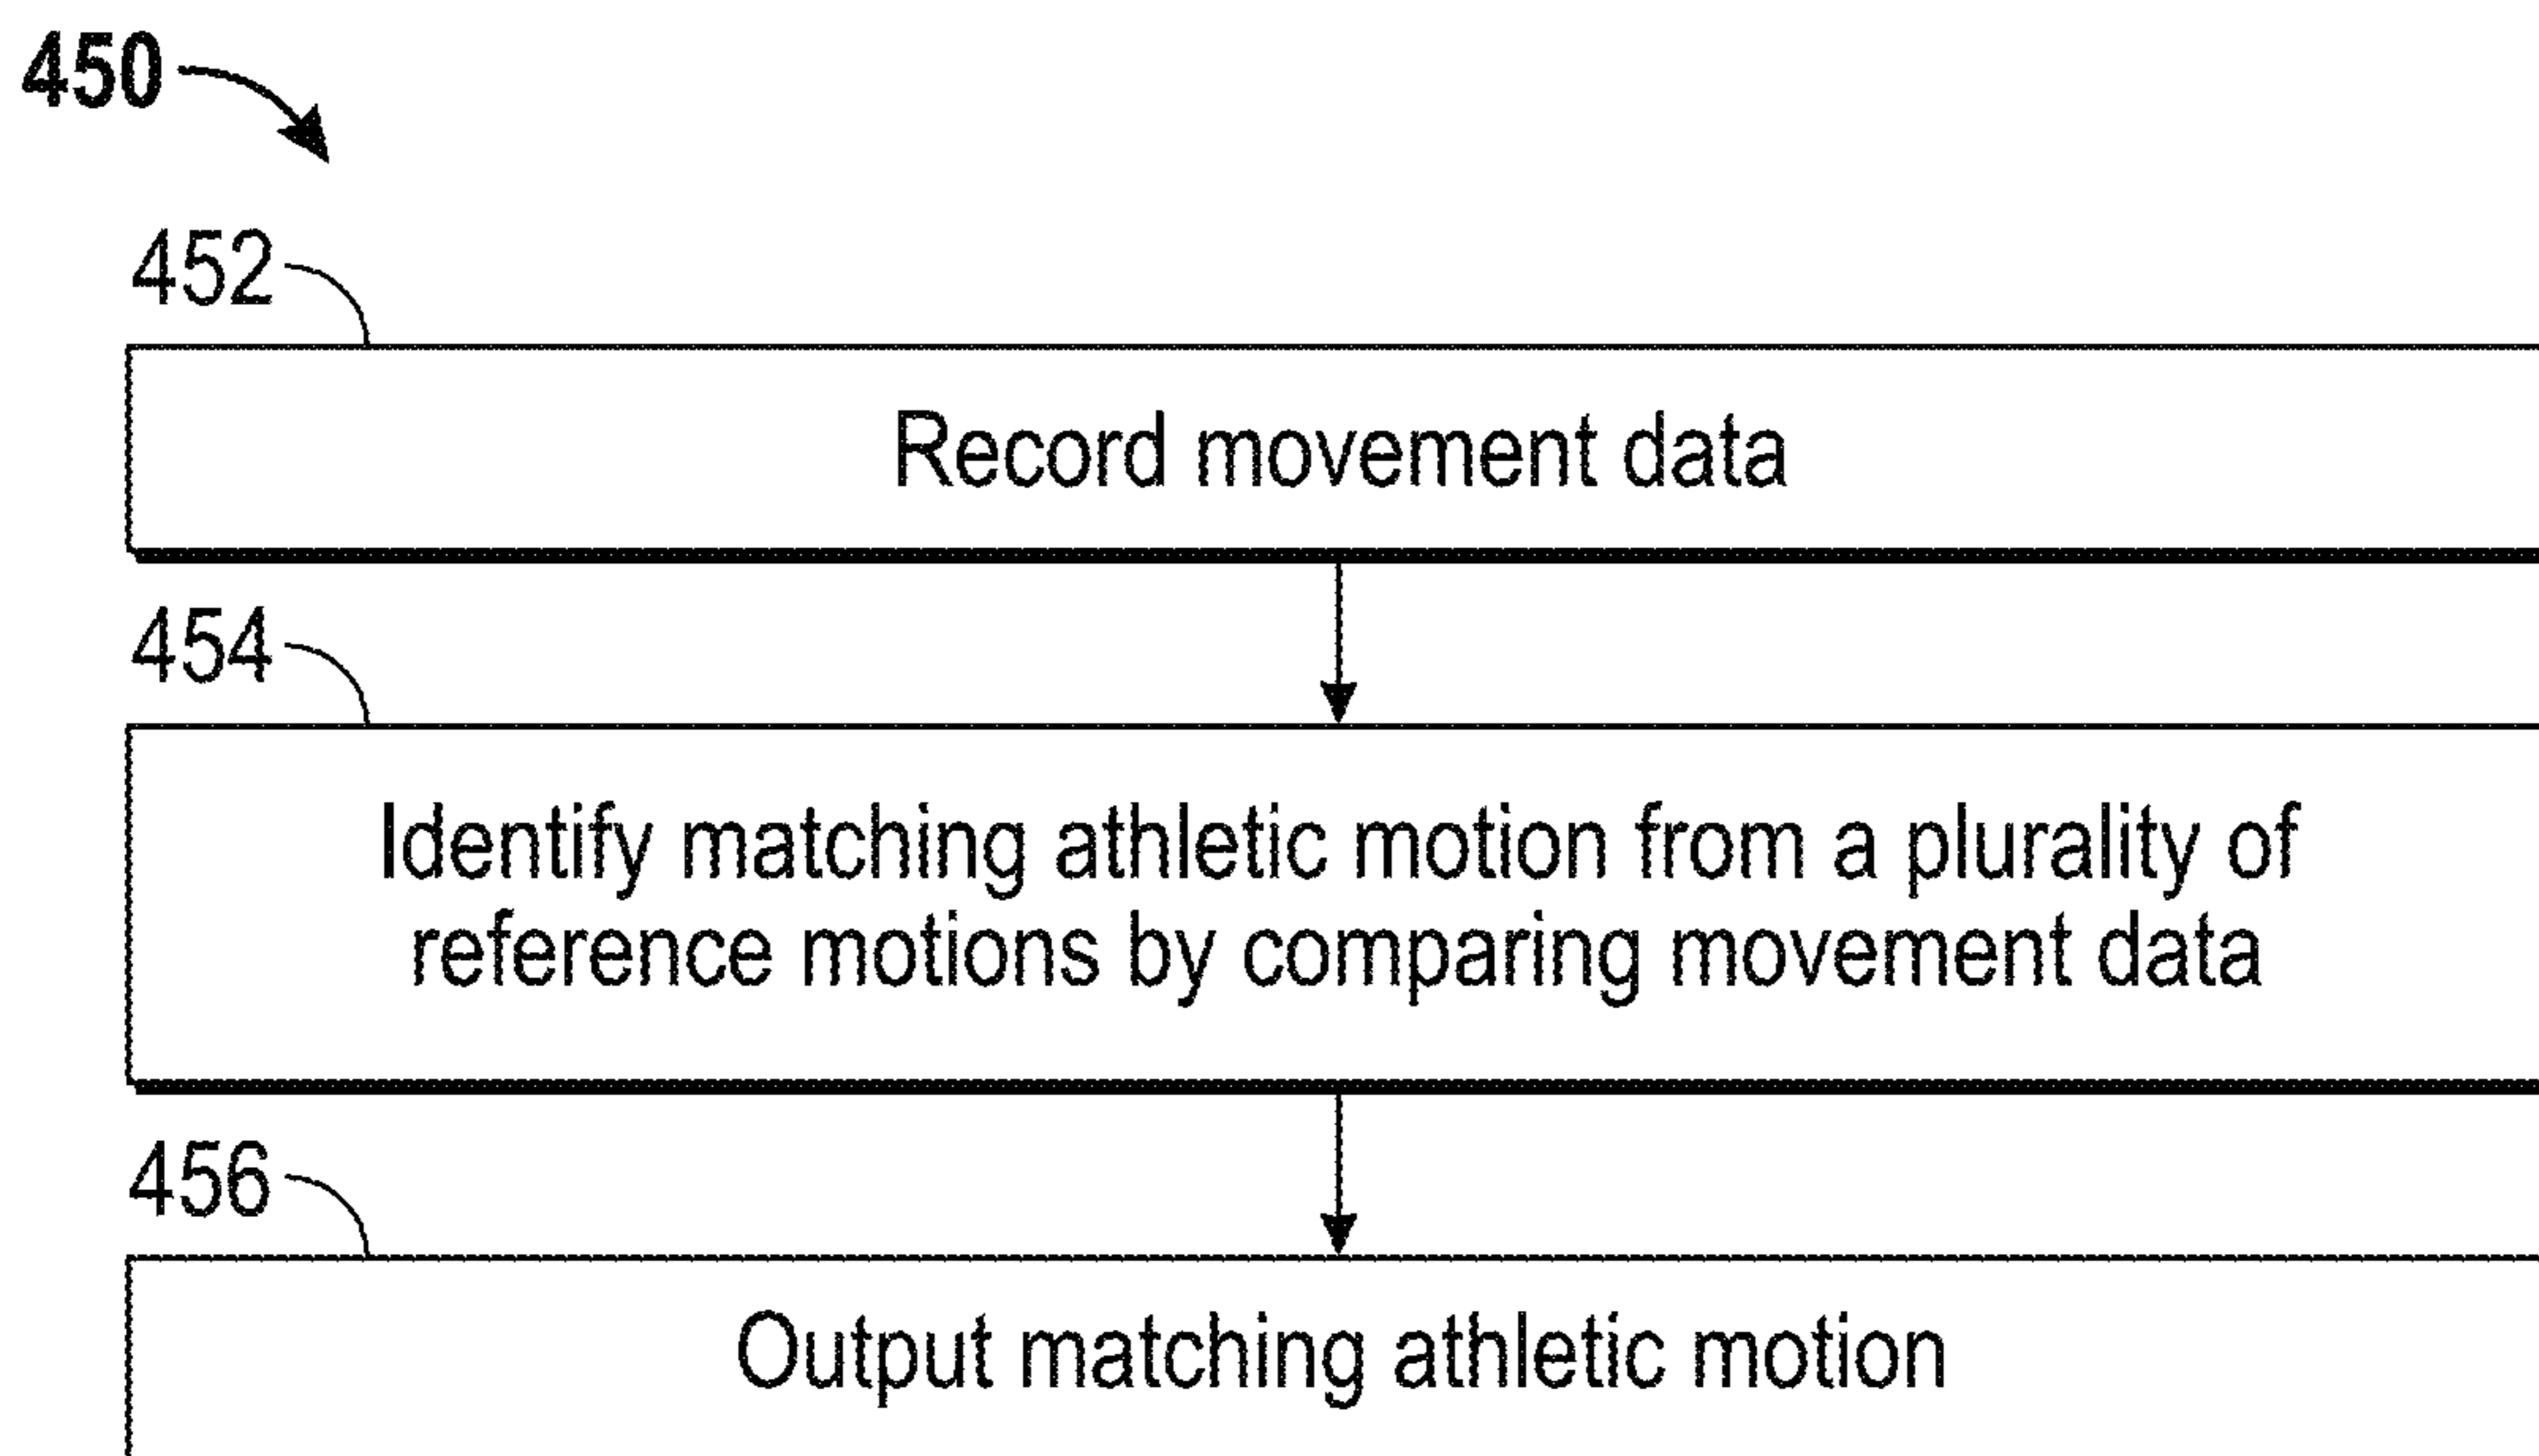 450
452
Record movement data
454
Identify matching athletic motion from a plurality of
reference motions by comparing movement data
456
Output matching athletic motion